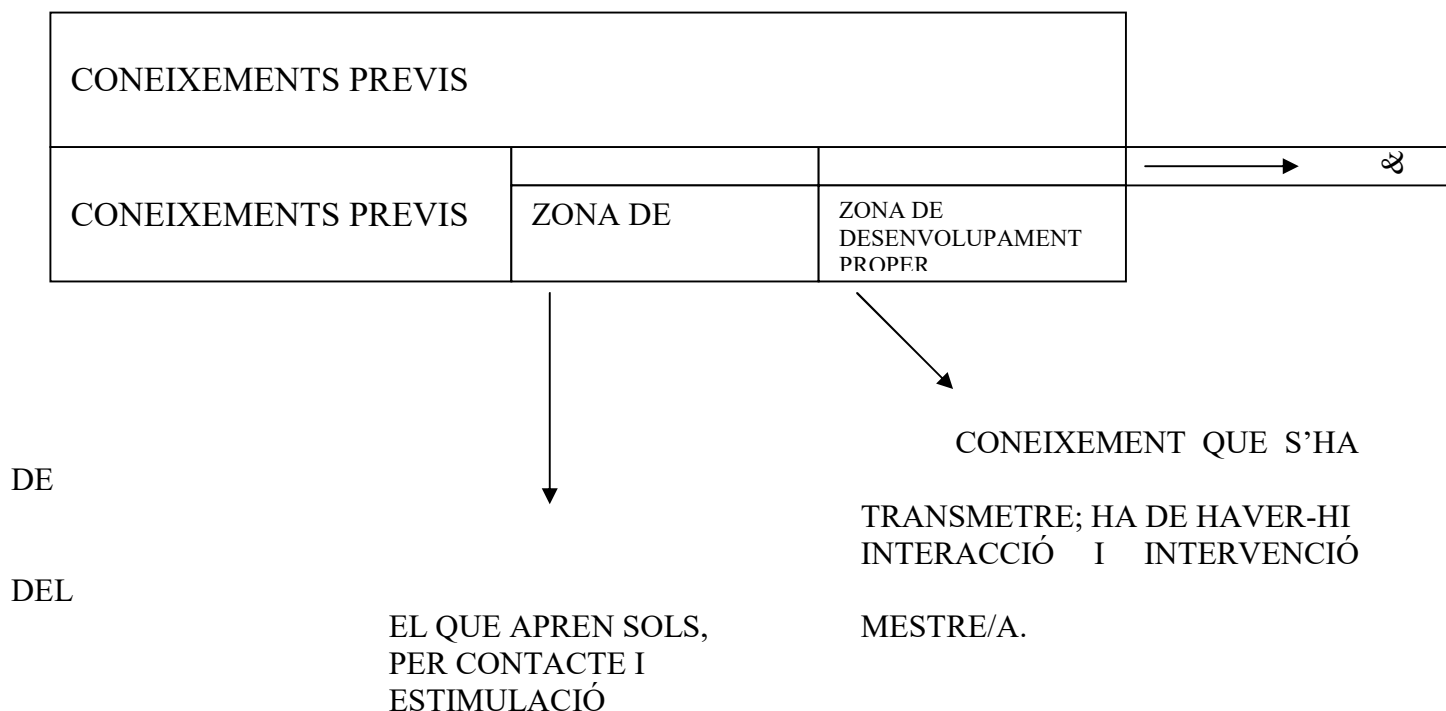 CONEIXEMENTS PREVIS
&
CONEIXEMENTS PREVIS
ZONA DE
ZONA DE
DESENVOLUPAMENT
PROPER
CONEIXEMENT QUE S’HA
DE
TRANSMETRE; HA DE HAVER-HI
INTERACCIÓ I INTERVENCIÓ
DEL
MESTRE/A.
EL QUE APREN SOLS,
PER CONTACTE I
ESTIMULACIÓ